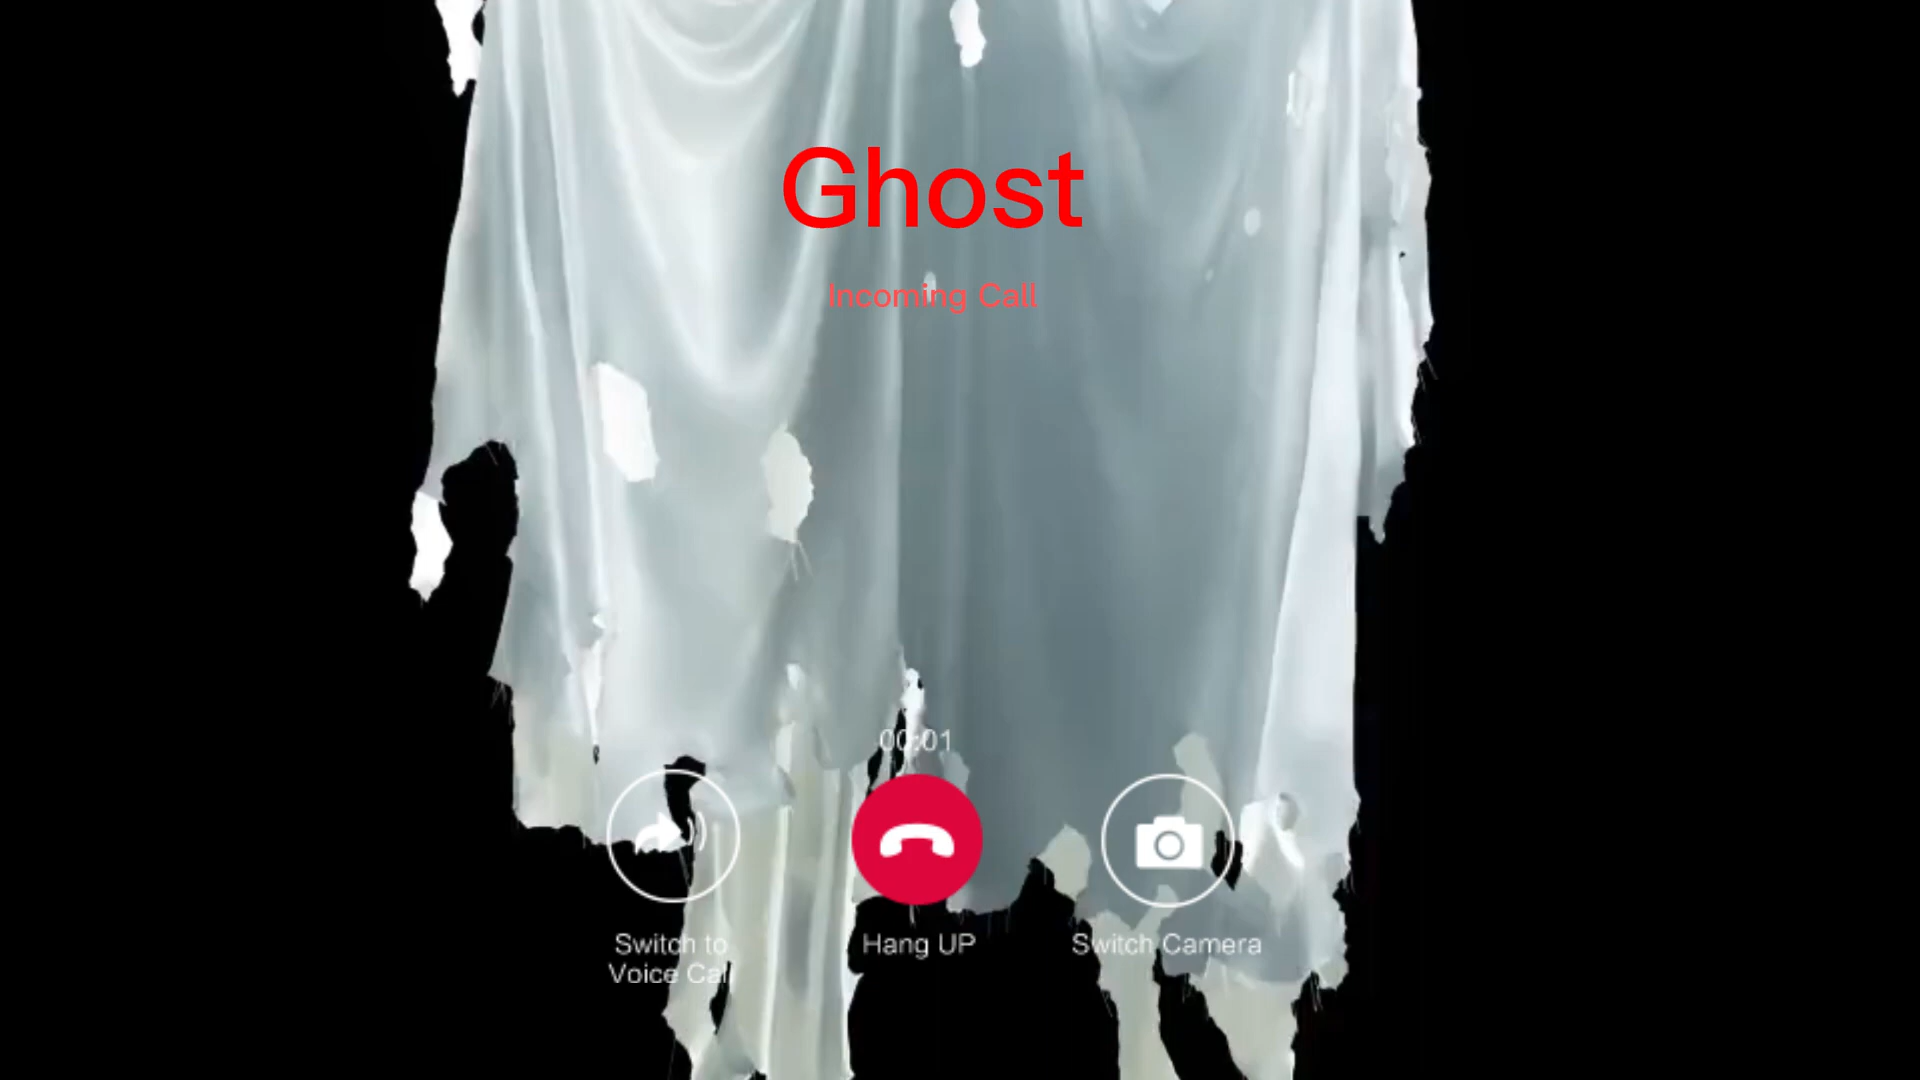 Ghost
Incoming Call
00:01
Switch to
Voice Call
Hang UP
Switch Camera